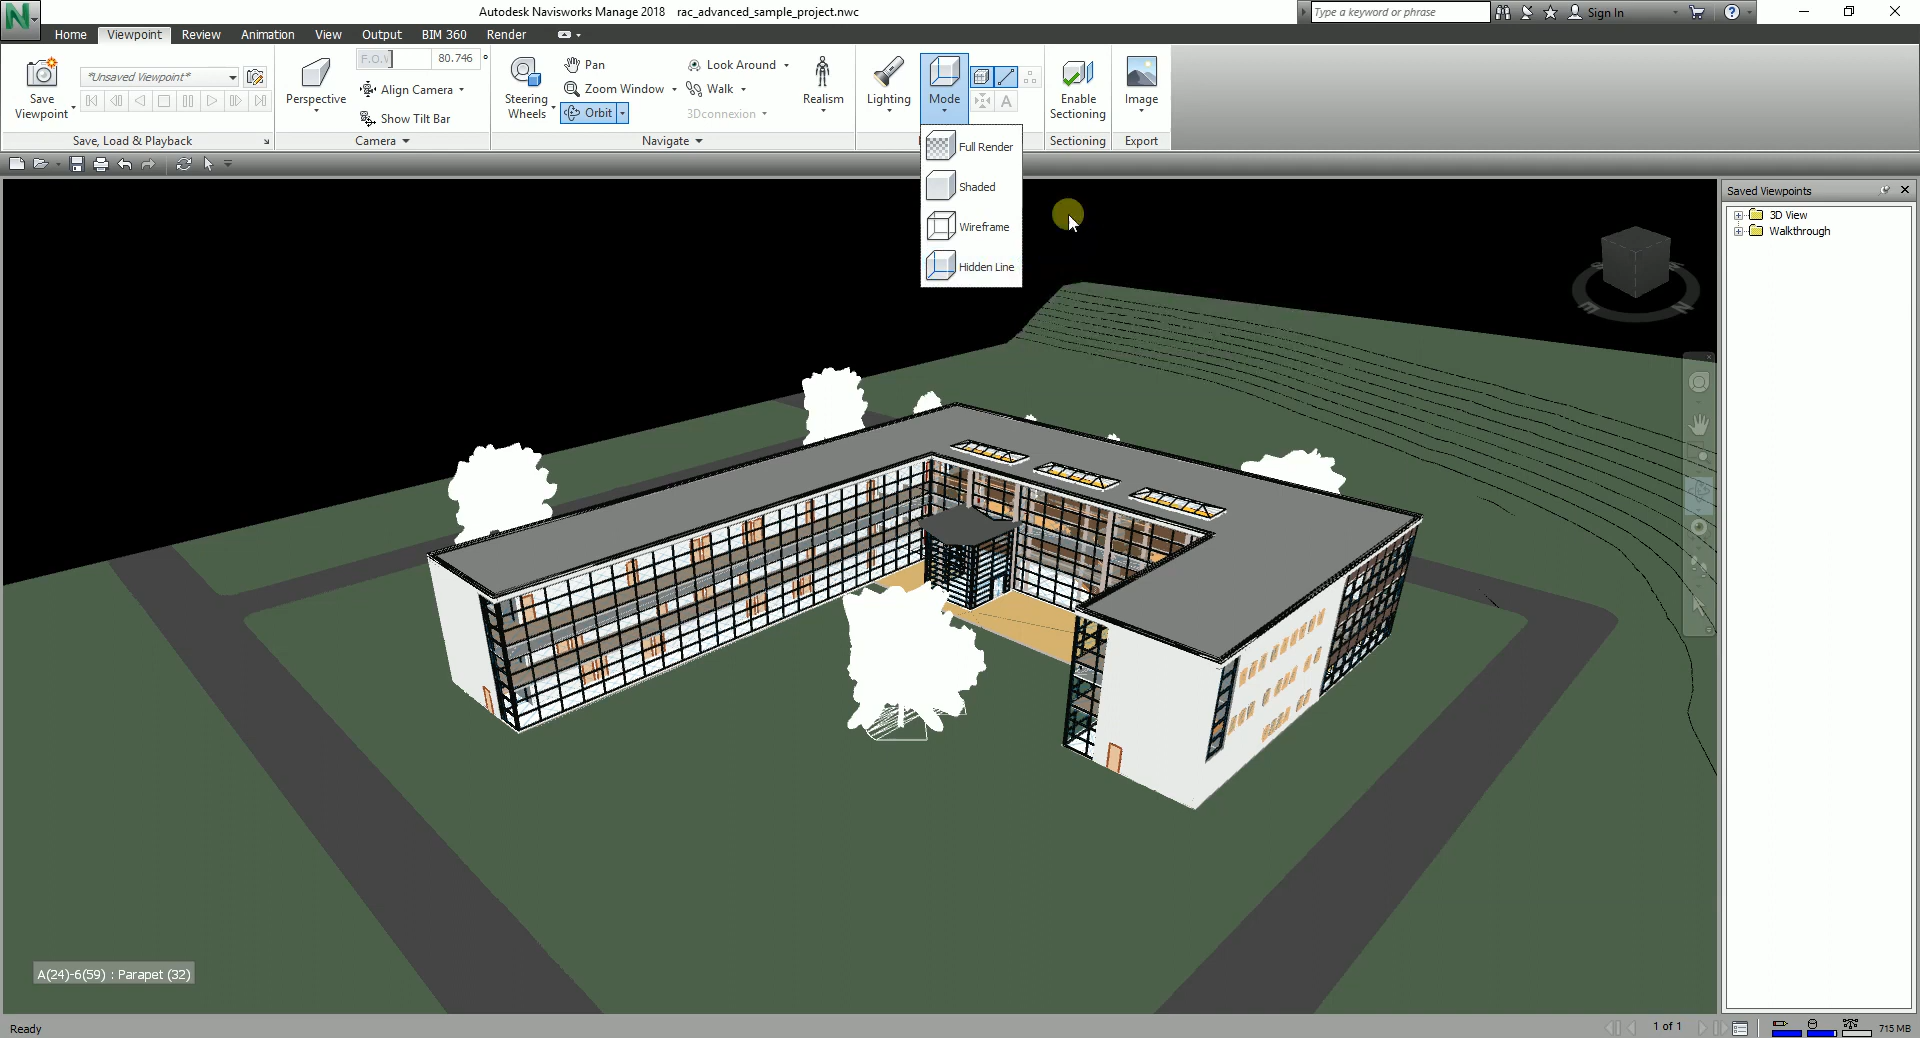 Autodesk Navisworks Manage 2018 rac_advanced_sample_project.nwc
Type a keyword or phrase
Sign In
Home Viewpoint Review Animation View Output BIM 360 Render
Save Viewpoint
*Unsaved Viewpoint*
Save, Load & Playback
Perspective
F.O.V 80.746 °
Align Camera
Show Tilt Bar
Camera
Steering Wheels
Pan
Zoom Window
Orbit
Look Around
Walk
3Dconnexion
Navigate
Realism
Lighting
Mode
A
Enable Sectioning
Sectioning
Image
Export
Full Render
Shaded
Wireframe
Hidden Line
Saved Viewpoints
3D View
Walkthrough
A(24)-6(59) : Parapet (32)
Ready
1 of 1
715 MB